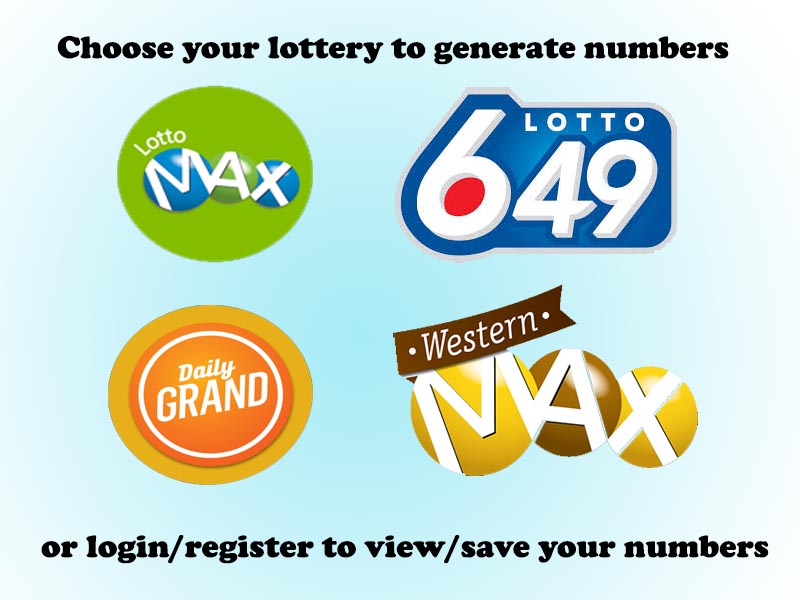 Choose your lottery to generate numbers
Lotto
MAX
LOTTO
649
Daily
GRAND
· Western ·
MAX
or login/register to view/save your numbers